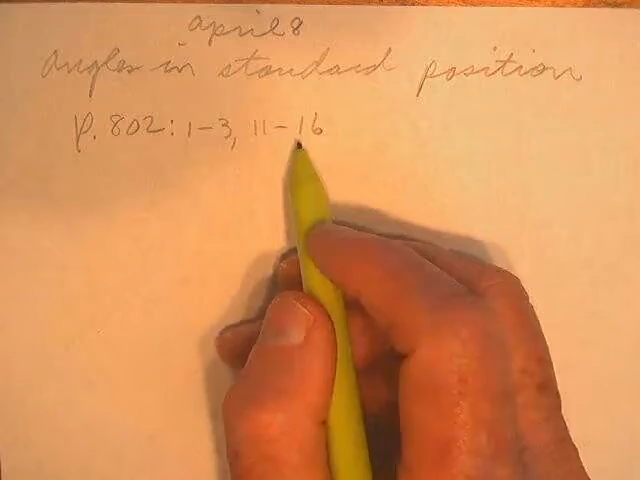 april 8
Angles in standard position
p. 802: 1-3, 11-16